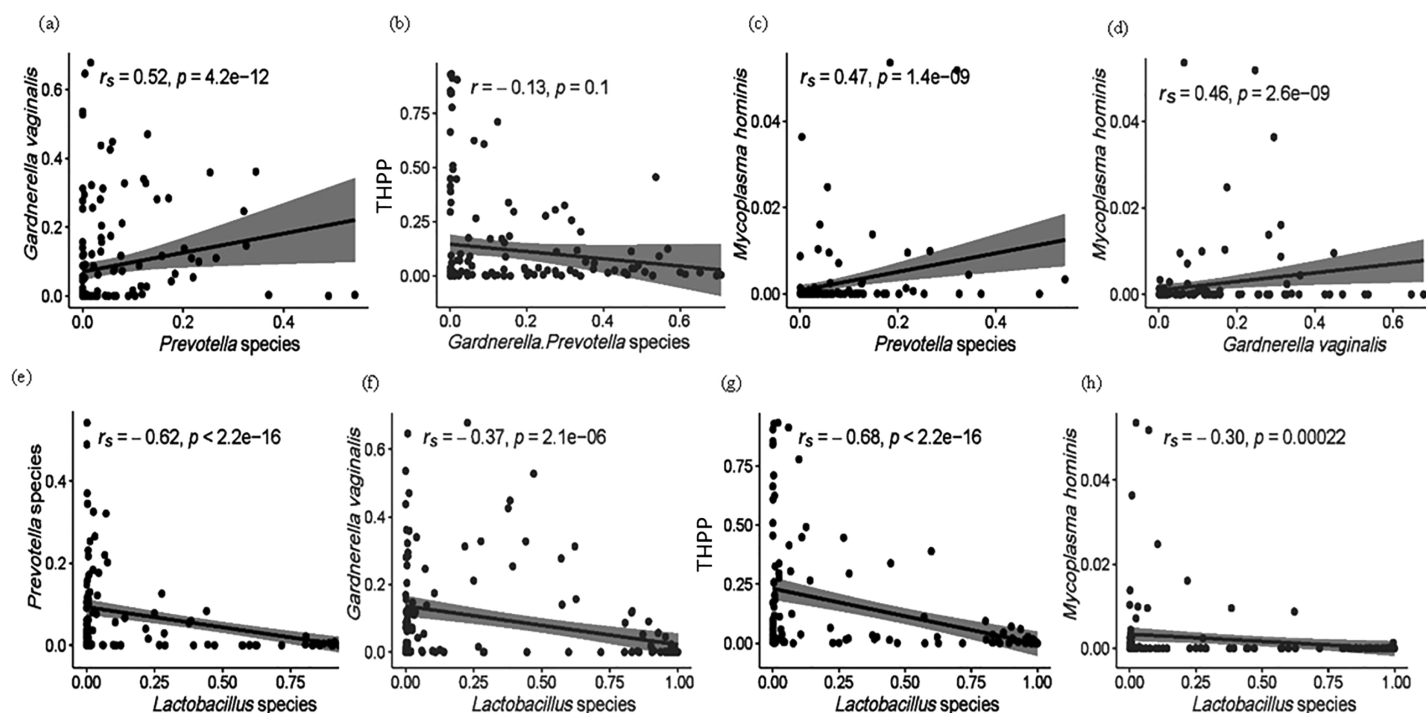 (a)
Gardnerella vaginalis
rs = 0.52, p = 4.2e−12
0.6
0.4
0.2
0.0
0.0 0.2 0.4
Prevotella species
(b)
THPP
r = − 0.13, p = 0.1
0.75
0.50
0.25
0.00
0.0 0.2 0.4 0.6
Gardnerella.Prevotella species
(c)
Mycoplasma hominis
rs = 0.47, p = 1.4e−09
0.04
0.02
0.00
0.0 0.2 0.4
Prevotella species
(d)
Mycoplasma hominis
rs = 0.46, p = 2.6e−09
0.04
0.02
0.00
0.0 0.2 0.4 0.6
Gardnerella vaginalis
(e)
Prevotella species
rs = − 0.62, p < 2.2e−16
0.4
0.2
0.0
0.00 0.25 0.50 0.75
Lactobacillus species
(f)
Gardnerella vaginalis
rs = − 0.37, p = 2.1e−06
0.6
0.4
0.2
0.0
0.00 0.25 0.50 0.75 1.00
Lactobacillus species
(g)
THPP
rs = − 0.68, p < 2.2e−16
0.75
0.50
0.25
0.00
0.00 0.25 0.50 0.75 1.00
Lactobacillus species
(h)
Mycoplasma hominis
rs = − 0.30, p = 0.00022
0.04
0.02
0.00
0.00 0.25 0.50 0.75 1.00
Lactobacillus species